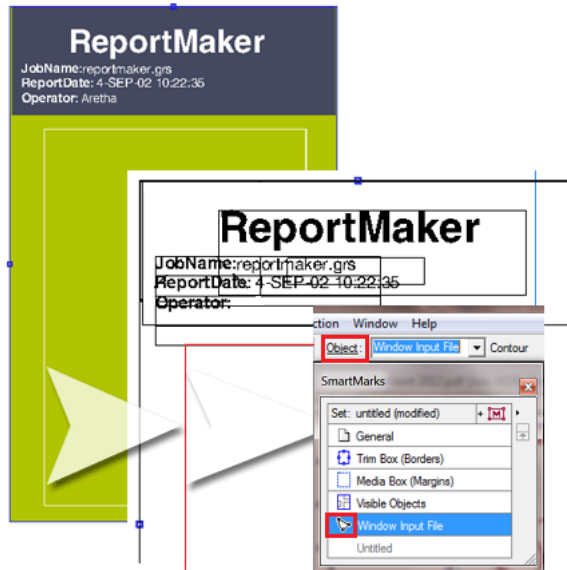 ReportMaker
JobName:reportmaker.grs
ReportDate: 4-SEP-02 10:22:35
Operator: Aretha
ReportMaker
JobName:reportmaker.grs
ReportDate: 4-SEP-02 10:22:35
Operator:
ction Window Help
Object: Window Input File Contour
SmartMarks
Set: untitled (modified)
General
Trim Box (Borders)
Media Box (Margins)
Visible Objects
Window Input File
Untitled